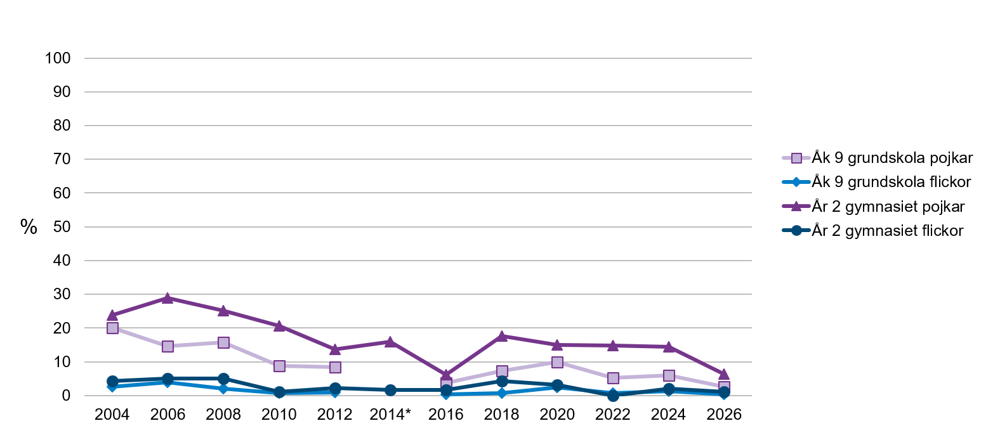 100
90
80
70
60
50
40
30
20
10
0
%
2004 2006 2008 2010 2012 2014* 2016 2018 2020 2022 2024 2026
Åk 9 grundskola pojkar
Åk 9 grundskola flickor
År 2 gymnasiet pojkar
År 2 gymnasiet flickor